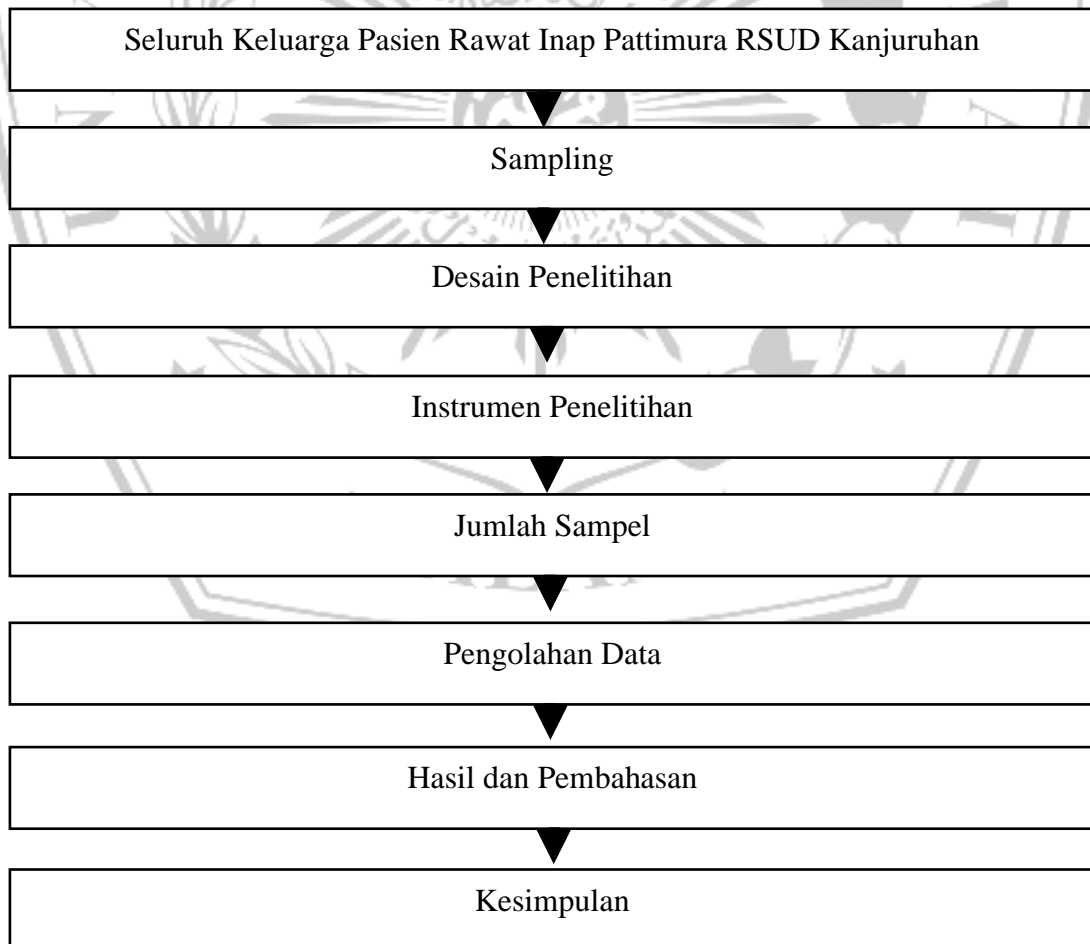 Seluruh Keluarga Pasien Rawat Inap Pattimura RSUD Kanjuruhan
Sampling
Desain Penelitihan
Instrumen Penelitihan
Jumlah Sampel
Pengolahan Data
Hasil dan Pembahasan
Kesimpulan